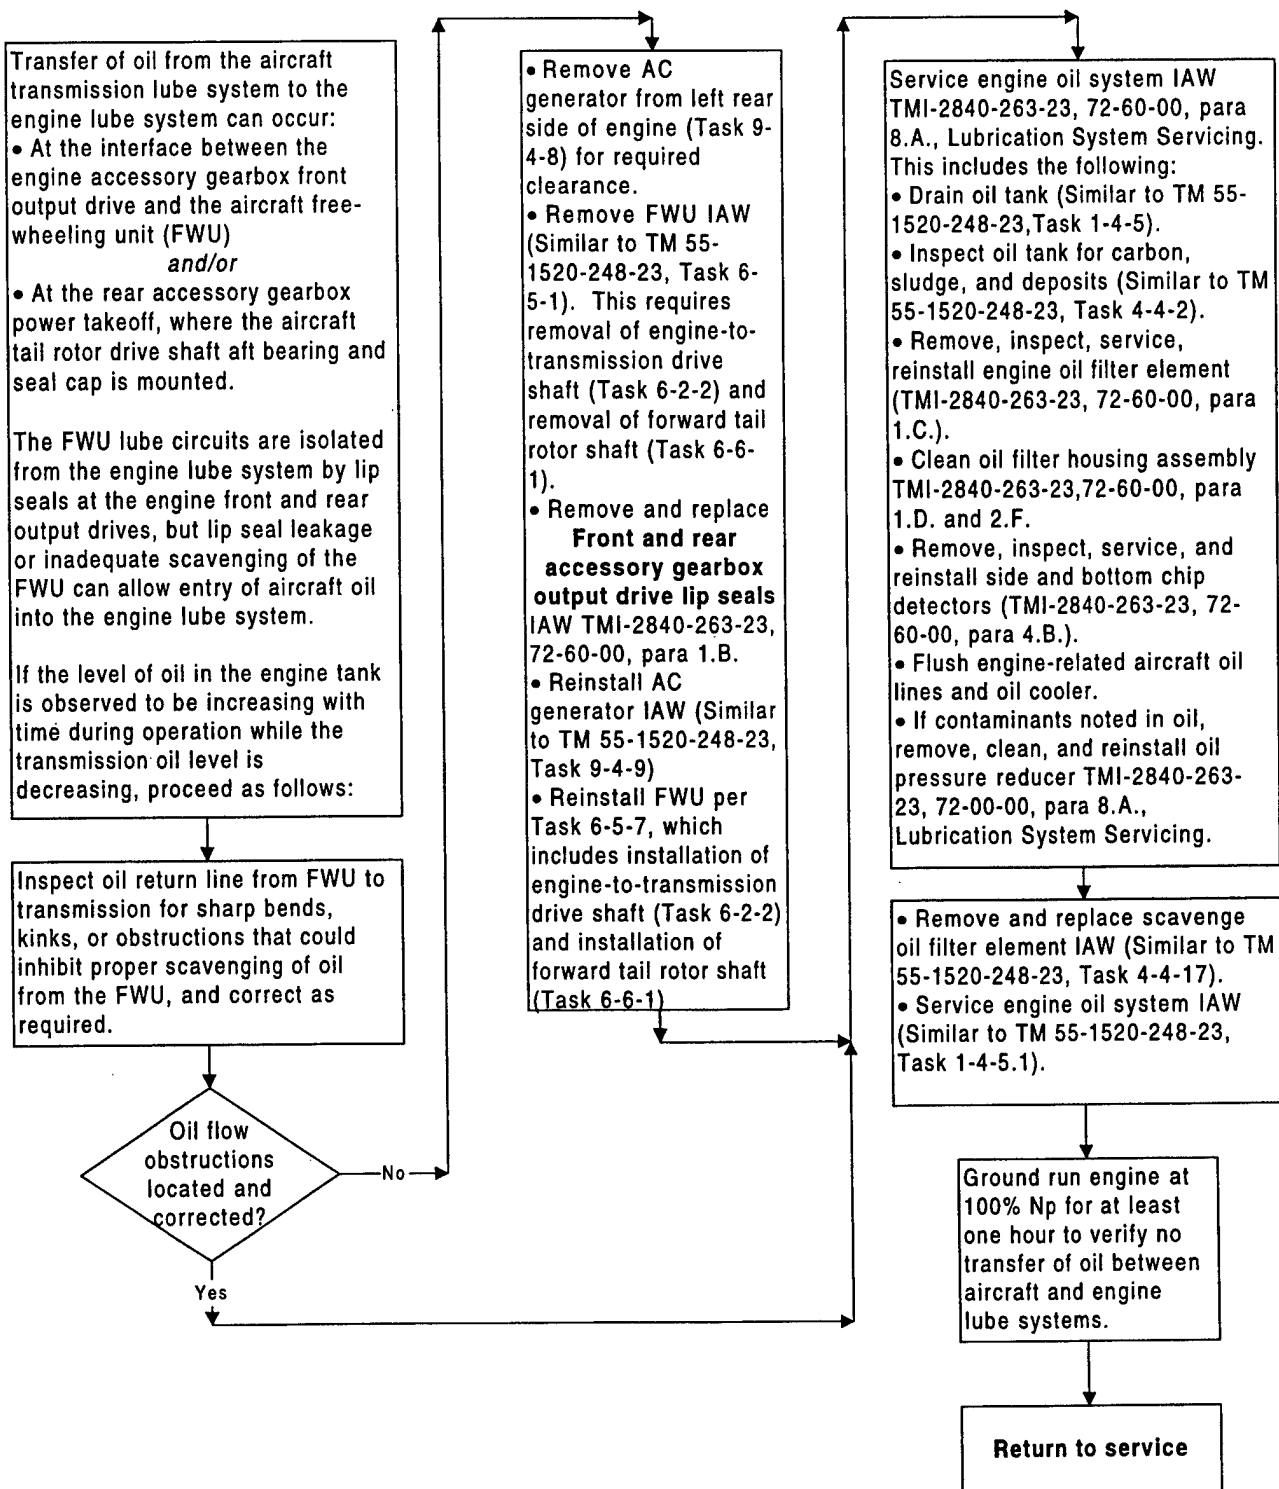 Transfer of oil from the aircraft
transmission lube system to the
engine lube system can occur:
• At the interface between the
engine accessory gearbox front
output drive and the aircraft free-
wheeling unit (FWU)
and/or
• At the rear accessory gearbox
power takeoff, where the aircraft
tail rotor drive shaft aft bearing and
seal cap is mounted.
The FWU lube circuits are isolated
from the engine lube system by lip
seals at the engine front and rear
output drives, but lip seal leakage
or inadequate scavenging of the
FWU can allow entry of aircraft oil
into the engine lube system.
If the level of oil in the engine tank
is observed to be increasing with
time during operation while the
transmission oil level is
decreasing, proceed as follows:
Inspect oil return line from FWU to
transmission for sharp bends,
kinks, or obstructions that could
inhibit proper scavenging of oil
from the FWU, and correct as
required.
Oil flow
obstructions
located and
corrected?
No
Yes
• Remove AC
generator from left rear
side of engine (Task 9-
4-8) for required
clearance.
• Remove FWU IAW
(Similar to TM 55-
1520-248-23, Task 6-
5-1). This requires
removal of engine-to-
transmission drive
shaft (Task 6-2-2) and
removal of forward tail
rotor shaft (Task 6-6-
1).
• Remove and replace
Front and rear
accessory gearbox
output drive lip seals
IAW TMI-2840-263-23,
72-60-00, para 1.B.
• Reinstall AC
generator IAW (Similar
to TM 55-1520-248-23,
Task 9-4-9)
• Reinstall FWU per
Task 6-5-7, which
includes installation of
engine-to-transmission
drive shaft (Task 6-2-2)
and installation of
forward tail rotor shaft
(Task 6-6-1)
Service engine oil system IAW
TMI-2840-263-23, 72-60-00, para
8.A., Lubrication System Servicing.
This includes the following:
• Drain oil tank (Similar to TM 55-
1520-248-23,Task 1-4-5).
• Inspect oil tank for carbon,
sludge, and deposits (Similar to TM
55-1520-248-23, Task 4-4-2).
• Remove, inspect, service,
reinstall engine oil filter element
(TMI-2840-263-23, 72-60-00, para
1.C.).
• Clean oil filter housing assembly
TMI-2840-263-23,72-60-00, para
1.D. and 2.F.
• Remove, inspect, service, and
reinstall side and bottom chip
detectors (TMI-2840-263-23, 72-
60-00, para 4.B.).
• Flush engine-related aircraft oil
lines and oil cooler.
• If contaminants noted in oil,
remove, clean, and reinstall oil
pressure reducer TMI-2840-263-
23, 72-00-00, para 8.A.,
Lubrication System Servicing.
• Remove and replace scavenge
oil filter element IAW (Similar to TM
55-1520-248-23, Task 4-4-17).
• Service engine oil system IAW
(Similar to TM 55-1520-248-23,
Task 1-4-5.1).
Ground run engine at
100% Np for at least
one hour to verify no
transfer of oil between
aircraft and engine
lube systems.
Return to service